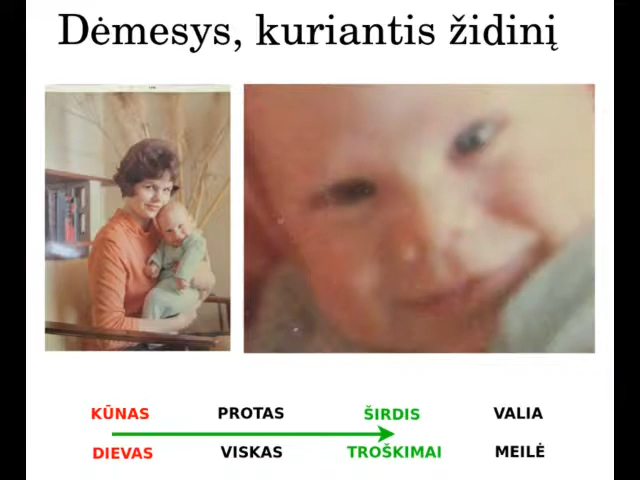 Dėmesys, kuriantis židinį
KŪNAS PROTAS ŠIRDIS VALIA
DIEVAS VISKAS TROŠKIMAI MEILĖ